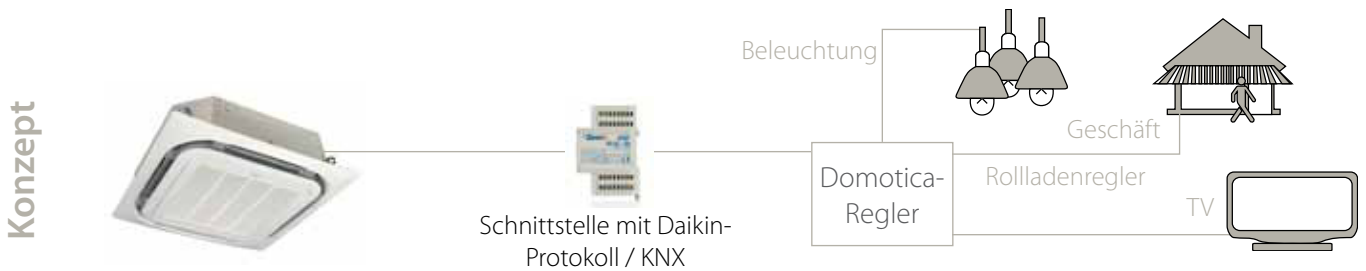 Konzept
Beleuchtung
Geschäft
Rollladenregler
TV
Domotica-
Regler
Schnittstelle mit Daikin-
Protokoll / KNX